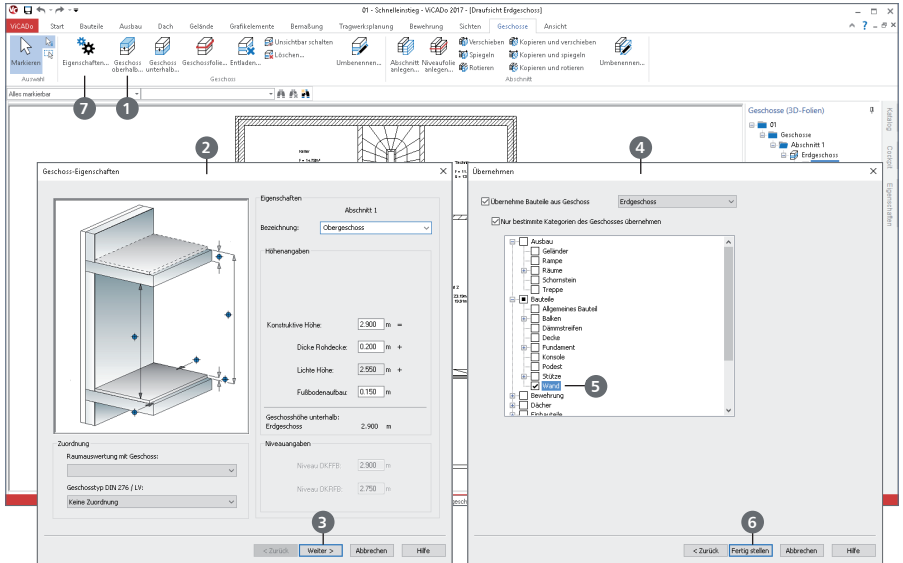 01 - Schnelleinstieg - ViCADo 2017 - [Draufsicht Erdgeschoss]
ViCADo Start Bauteile Ausbau Dach Gelände Grafikelemente Bemaßung Tragwerksplanung Bewehrung Sichten Geschosse Ansicht
Markieren
Eigenschaften...
Geschoss oberhalb...
Geschoss unterhalb...
Geschossfolie...
Entladen...
Unsichtbar schalten
Löschen...
Umbenennen...
Abschnitt anlegen...
Niveaufolie anlegen...
Verschieben
Spiegeln
Rotieren
Kopieren und verschieben
Kopieren und spiegeln
Kopieren und rotieren
Umbenennen...
Auswahl Geschoss Abschnitt
Alles markierbar
7
1
Geschosse (3D-Folien)
01
Geschosse
Abschnitt 1
Erdgeschoss
Katalog
Cockpit
Eigenschaften
2
Geschoss-Eigenschaften
Eigenschaften
Abschnitt 1
Bezeichnung: Obergeschoss
Höhenangaben
Konstruktive Höhe: 2.900 m =
Dicke Rohdecke: 0.200 m +
Lichte Höhe: 2.550 m +
Fußbodenaufbau: 0.150 m
Geschosshöhe unterhalb:
Erdgeschoss 2.900 m
Zuordnung
Raumauswertung mit Geschoss:
Geschosstyp DIN 276 / LV:
Keine Zuordnung
Niveauangaben
Niveau OKFFB: 2.900 m
Niveau OKRFB: 2.750 m
3
< Zurück Weiter > Abbrechen Hilfe
4
Übernehmen
Übernehme Bauteile aus Geschoss Erdgeschoss
Nur bestimmte Kategorien des Geschosses übernehmen
Ausbau
Geländer
Rampe
Räume
Schornstein
Treppe
Bauteile
Allgemeines Bauteil
Balken
Dämmstreifen
Decke
Fundament
Konsole
Podest
Stütze
Wand
5
Bewehrung
Dächer
Einbauteile
6
< Zurück Fertig stellen Abbrechen Hilfe